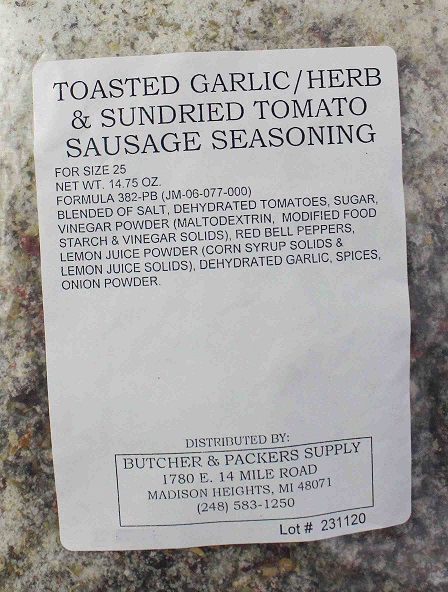 TOASTED GARLIC/HERB
& SUNDRIED TOMATO
SAUSAGE SEASONING
FOR SIZE 25
NET WT. 14.75 OZ.
FORMULA 382-PB (JM-06-077-000)
BLENDED OF SALT, DEHYDRATED TOMATOES, SUGAR,
VINEGAR POWDER (MALTODEXTRIN, MODIFIED FOOD
STARCH & VINEGAR SOLIDS), RED BELL PEPPERS,
LEMON JUICE POWDER (CORN SYRUP SOLIDS &
LEMON JUICE SOLIDS), DEHYDRATED GARLIC, SPICES,
ONION POWDER.
DISTRIBUTED BY:
BUTCHER & PACKERS SUPPLY
1780 E. 14 MILE ROAD
MADISON HEIGHTS, MI 48071
(248) 583-1250
Lot # 231120